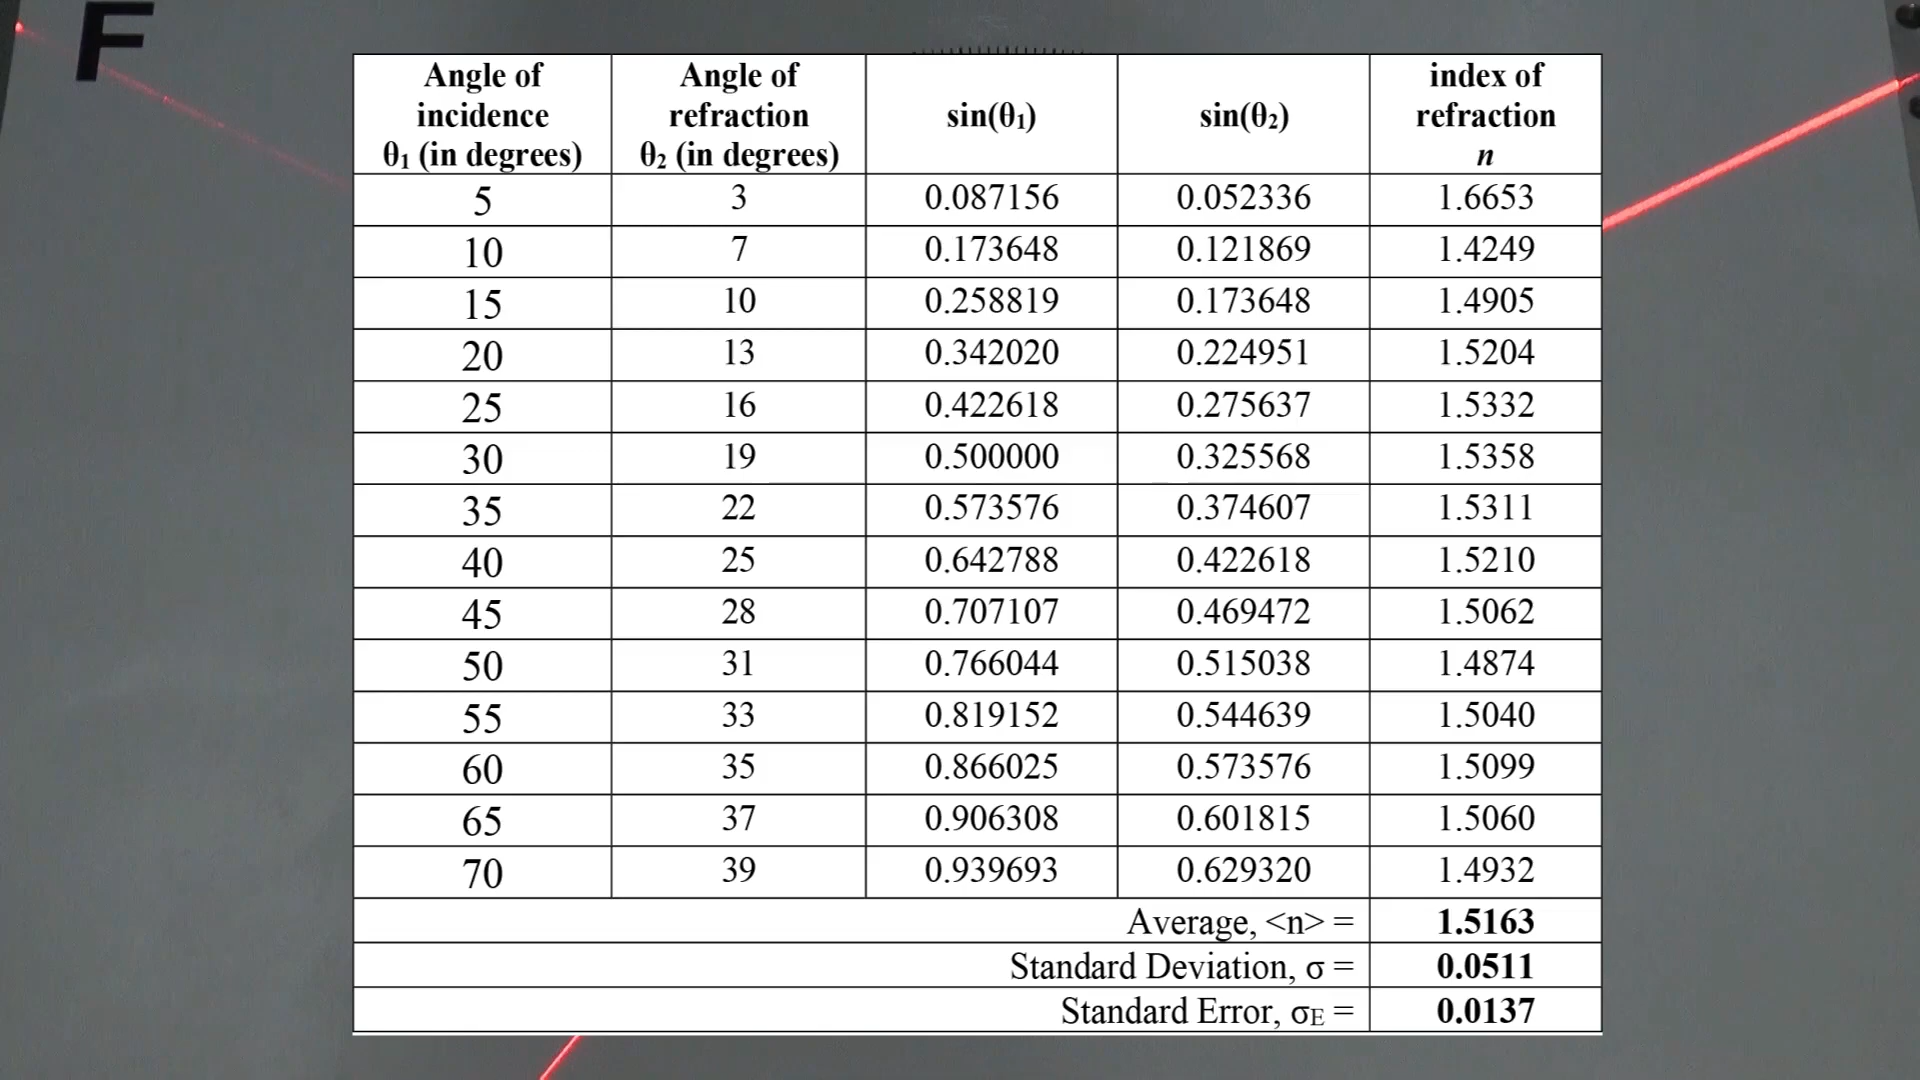 F
Angle of incidence θ₁ (in degrees) Angle of refraction θ₂ (in degrees) sin(θ₁) sin(θ₂) index of refraction n
5 3 0.087156 0.052336 1.6653
10 7 0.173648 0.121869 1.4249
15 10 0.258819 0.173648 1.4905
20 13 0.342020 0.224951 1.5204
25 16 0.422618 0.275637 1.5332
30 19 0.500000 0.325568 1.5358
35 22 0.573576 0.374607 1.5311
40 25 0.642788 0.422618 1.5210
45 28 0.707107 0.469472 1.5062
50 31 0.766044 0.515038 1.4874
55 33 0.819152 0.544639 1.5040
60 35 0.866025 0.573576 1.5099
65 37 0.906308 0.601815 1.5060
70 39 0.939693 0.629320 1.4932
Average, <n> = 1.5163
Standard Deviation, σ = 0.0511
Standard Error, σE = 0.0137